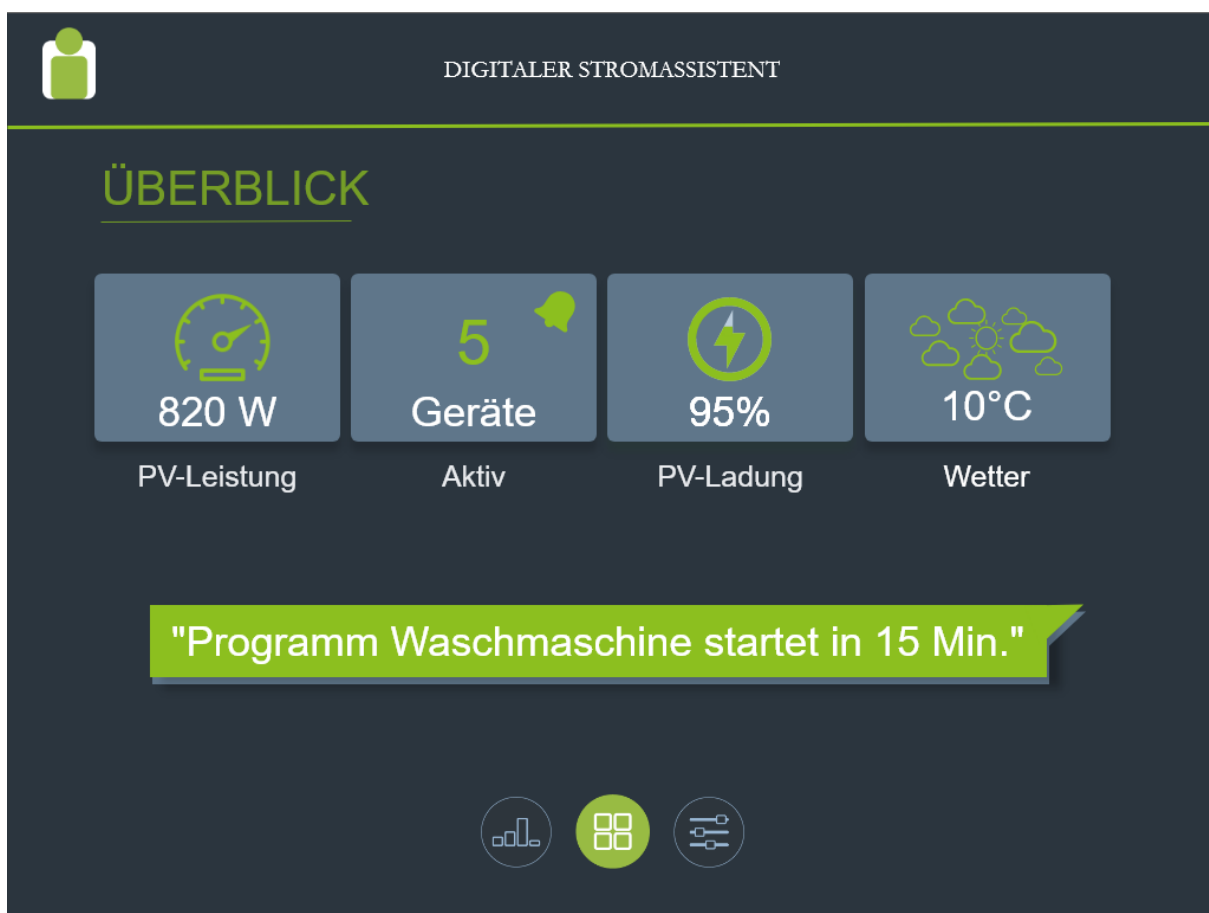 DIGITALER STROMASSISTENT
ÜBERBLICK
820 W
5
Geräte
95%
10°C
PV-Leistung
Aktiv
PV-Ladung
Wetter
"Programm Waschmaschine startet in 15 Min."